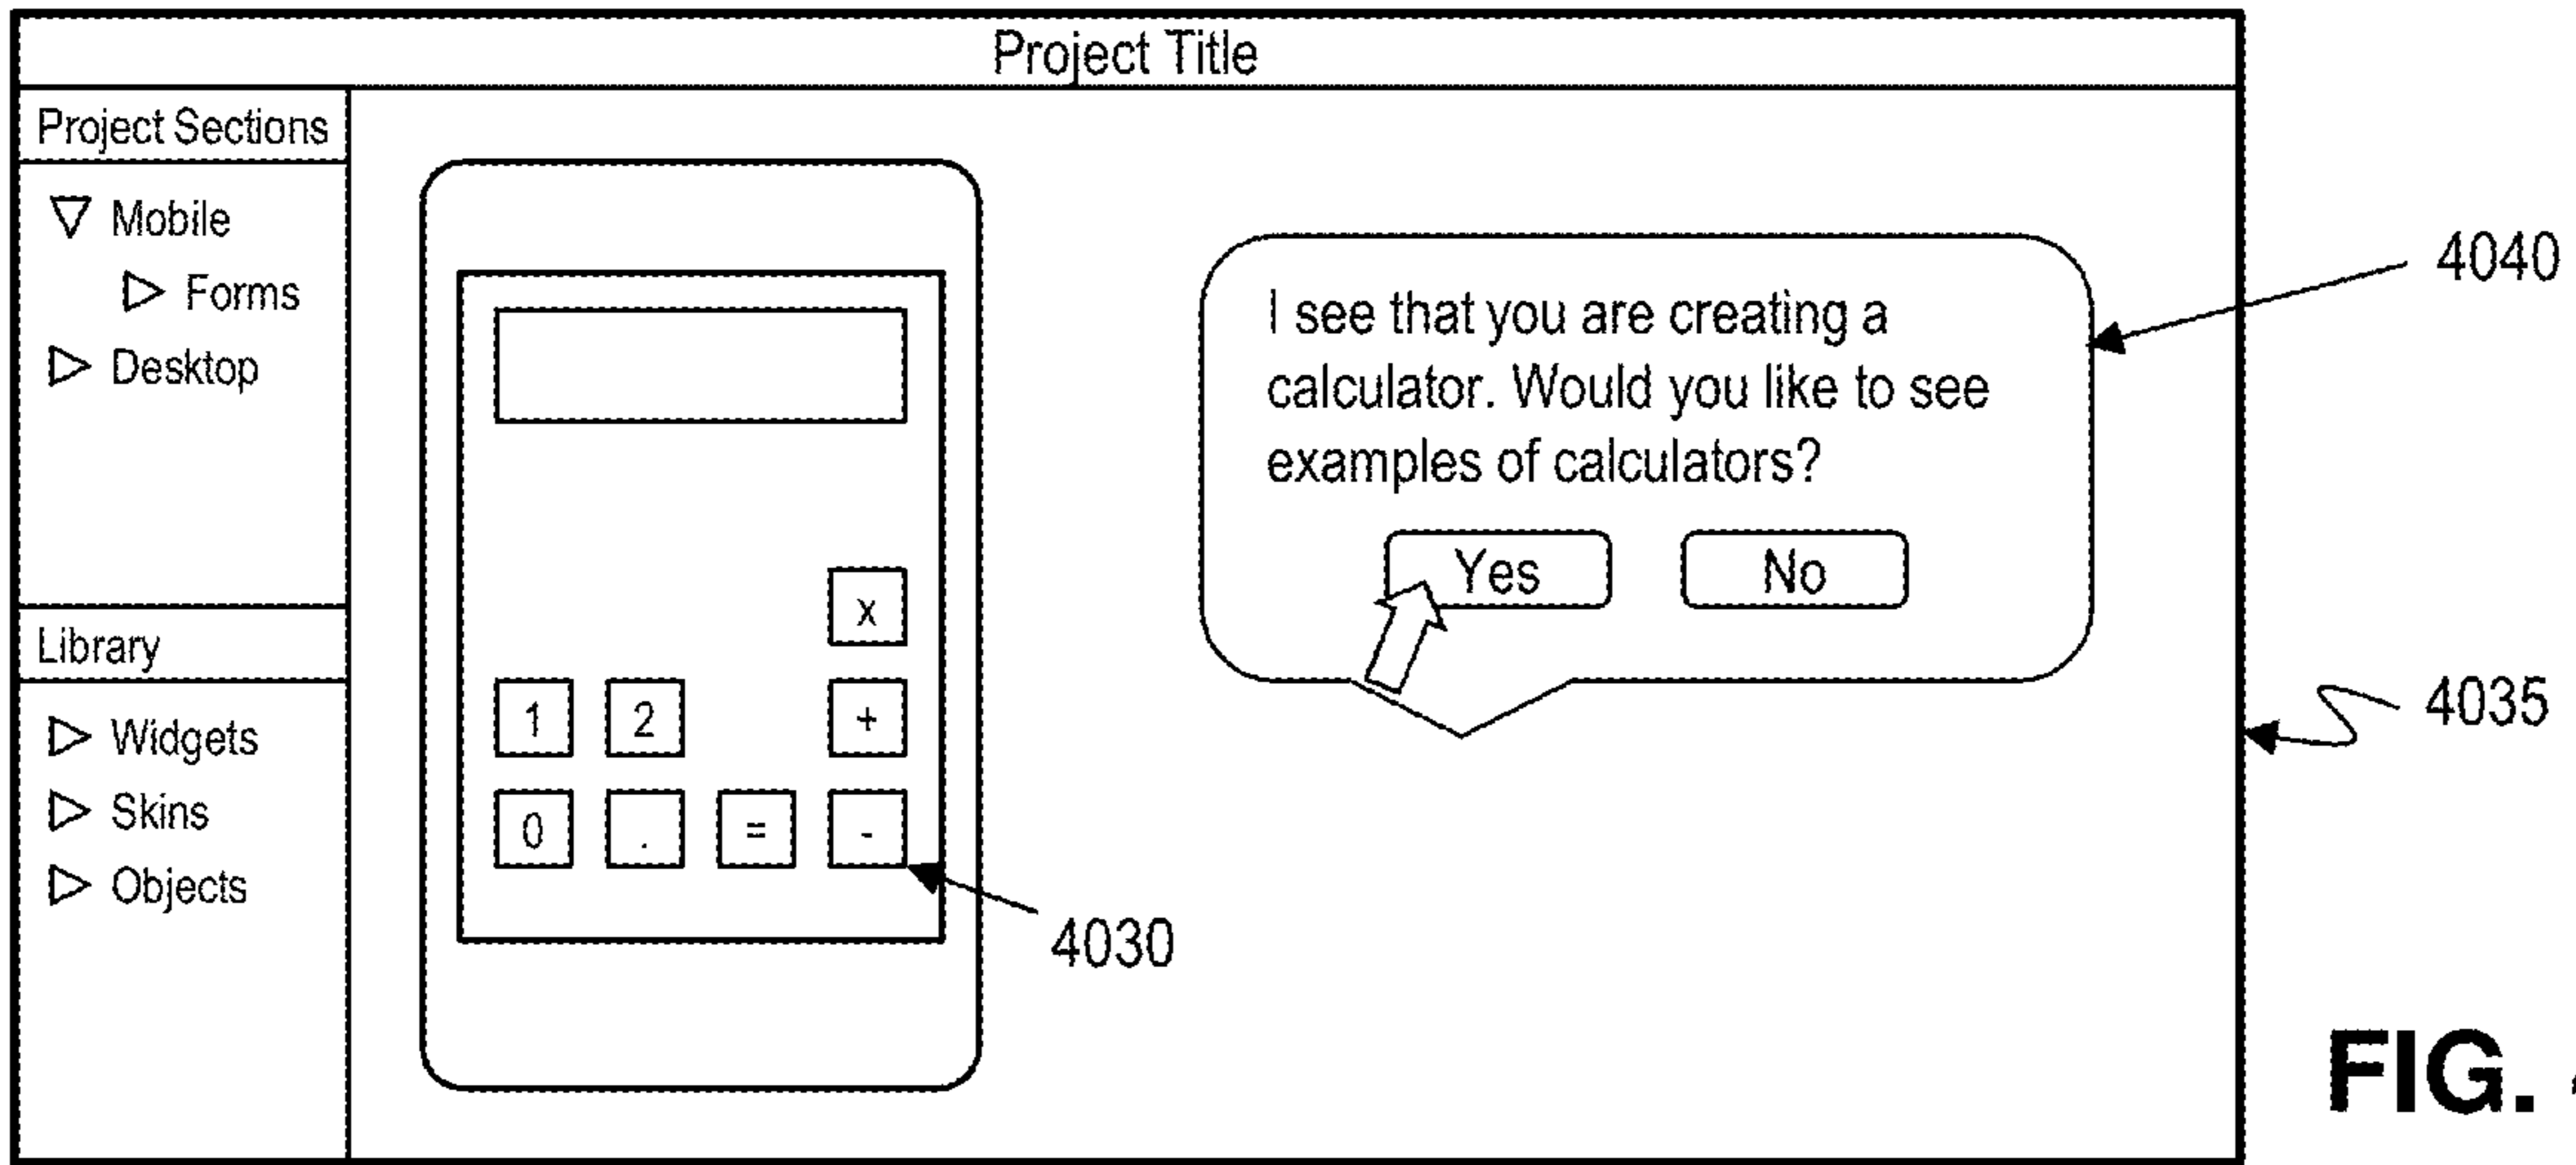 Project Title
Project Sections
Mobile
Forms
Desktop
Library
Widgets
Skins
Objects
x
1 2 +
0 . = -
4030
I see that you are creating a
calculator. Would you like to see
examples of calculators?
Yes No
4040
4035
FIG.